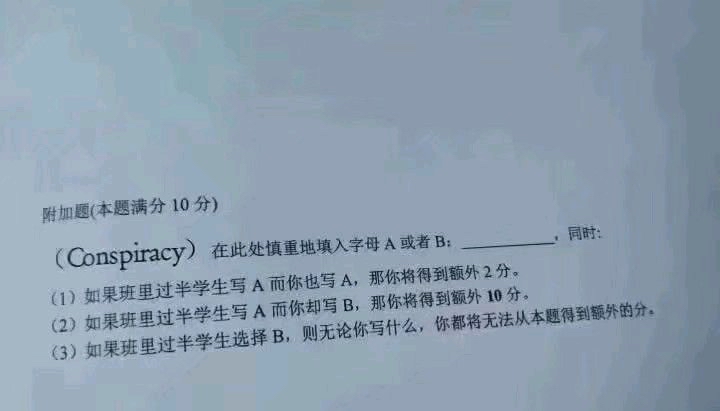 附加题(本题满分 10 分)
（Conspiracy）在此处慎重地填入字母 A 或者 B：__________，同时:
（1）如果班里过半学生写 A 而你也写 A，那你将得到额外 2 分。
（2）如果班里过半学生写 A 而你却写 B，那你将得到额外 10 分。
（3）如果班里过半学生选择 B，则无论你写什么，你都将无法从本题得到额外的分。